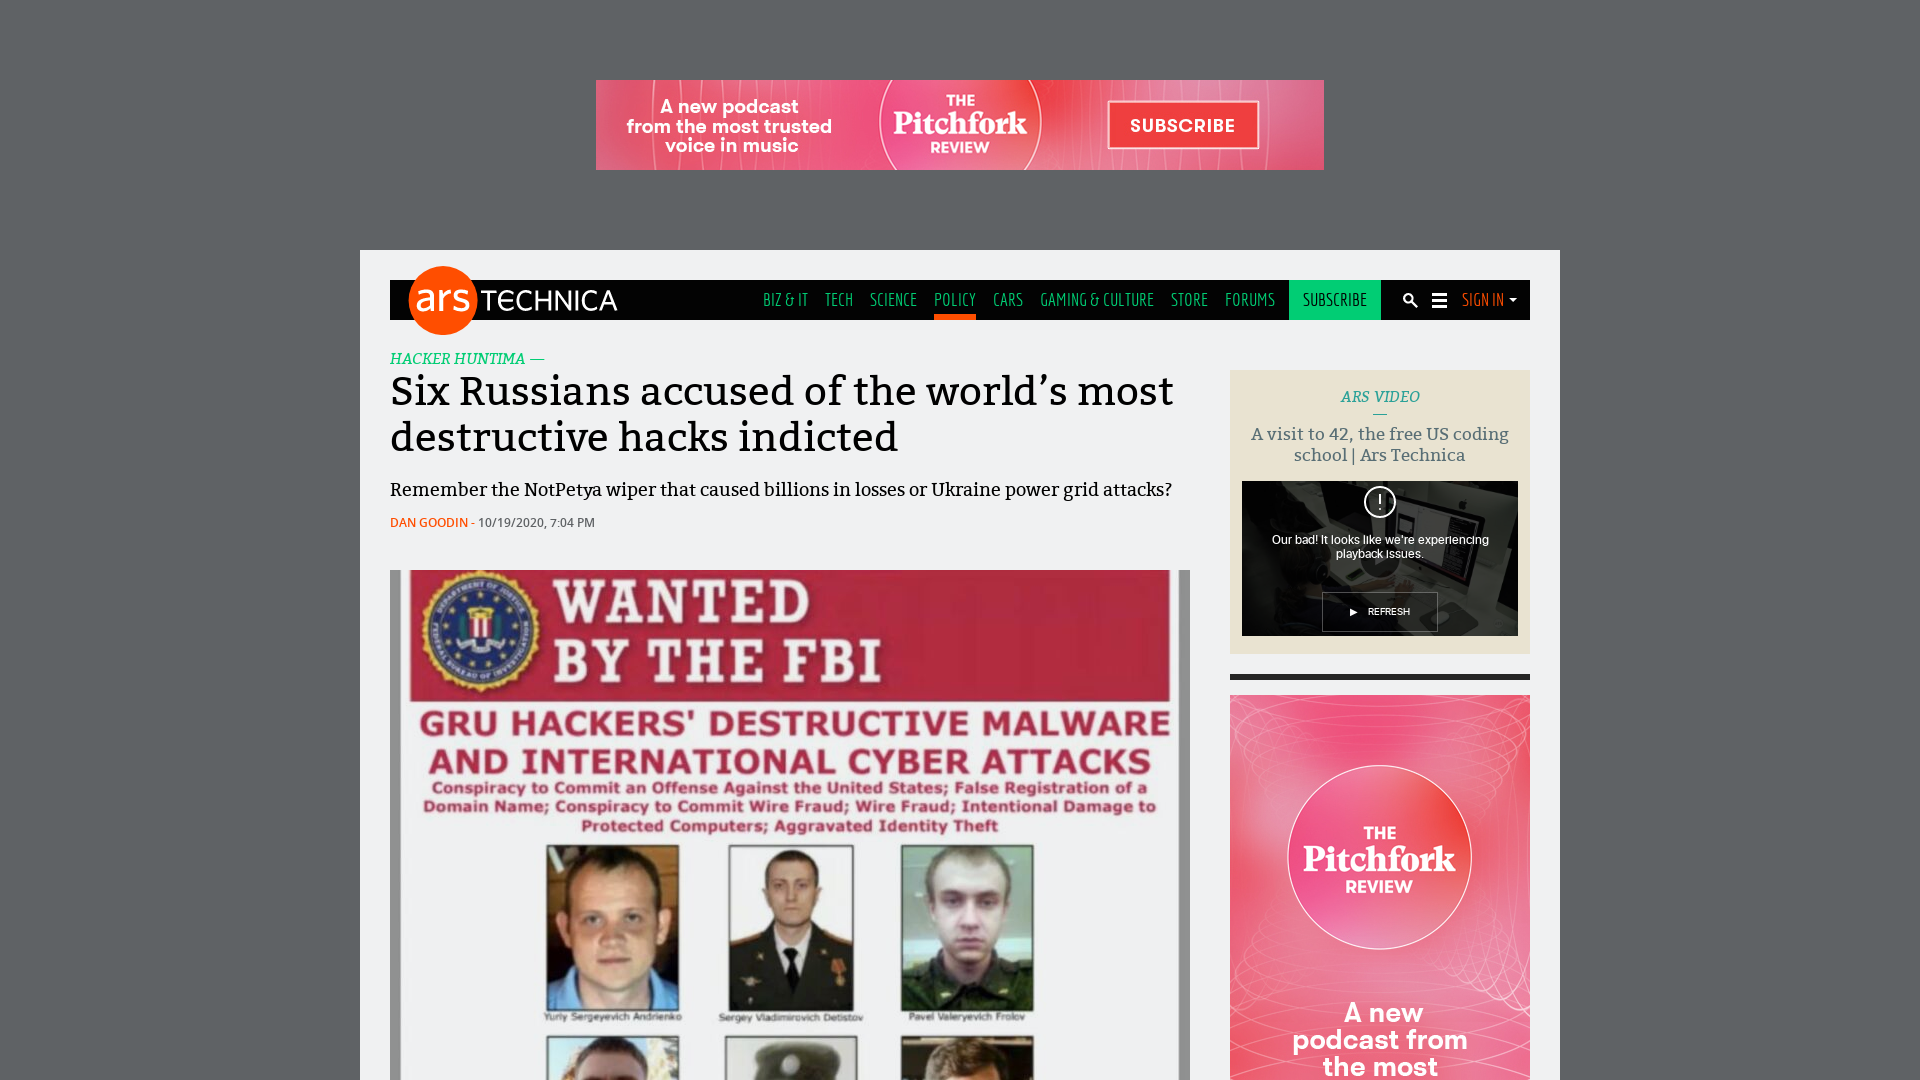 A new podcast
from the most trusted
voice in music
THE
Pitchfork
REVIEW
SUBSCRIBE
ars TECHNICA
BIZ & IT TECH SCIENCE POLICY CARS GAMING & CULTURE STORE FORUMS SUBSCRIBE SIGN IN
HACKER HUNTIMA —
Six Russians accused of the world’s most
destructive hacks indicted
Remember the NotPetya wiper that caused billions in losses or Ukraine power grid attacks?
DAN GOODIN - 10/19/2020, 7:04 PM
WANTED
BY THE FBI
DEPARTMENT OF JUSTICE
FEDERAL BUREAU OF INVESTIGATION
GRU HACKERS' DESTRUCTIVE MALWARE
AND INTERNATIONAL CYBER ATTACKS
Conspiracy to Commit an Offense Against the United States; False Registration of a
Domain Name; Conspiracy to Commit Wire Fraud; Wire Fraud; Intentional Damage to
Protected Computers; Aggravated Identity Theft
Yuriy Sergeyevich Andrienko Sergey Vladimirovich Detistov Pavel Valeryevich Frolov
ARS VIDEO
—
A visit to 42, the free US coding
school | Ars Technica
Our bad! It looks like we're experiencing
playback issues.
REFRESH
THE
Pitchfork
REVIEW
A new
podcast from
the most